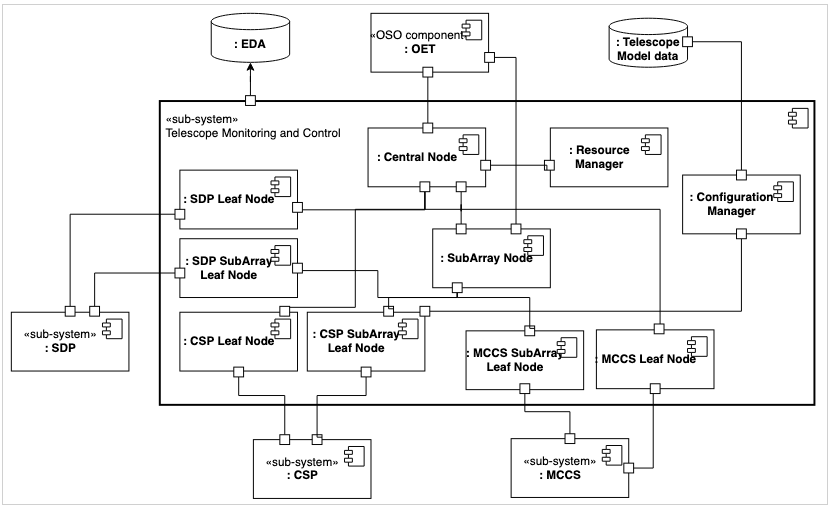 : EDA
«OSO component
: OET
: Telescope
Model data
«sub-system»
Telescope Monitoring and Control
: Central Node
: Resource
Manager
: SDP Leaf Node
: Configuration
Manager
: SDP SubArray
Leaf Node
: SubArray Node
«sub-system»
: SDP
: CSP Leaf Node
: CSP SubArray
Leaf Node
: MCCS SubArray
Leaf Node
: MCCS Leaf Node
«sub-system»
: CSP
«sub-system»
: MCCS